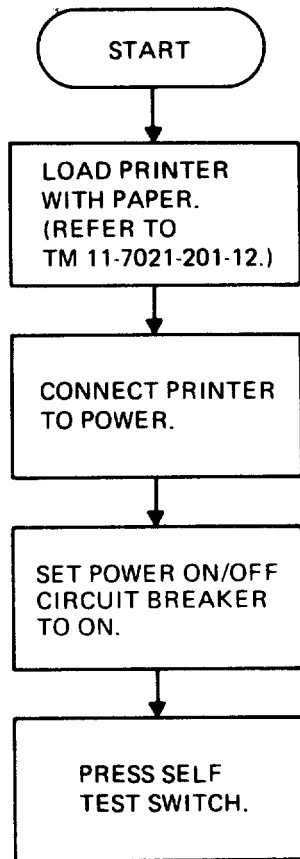 START
LOAD PRINTER
WITH PAPER.
(REFER TO
TM 11-7021-201-12.)
CONNECT PRINTER
TO POWER.
SET POWER ON/OFF
CIRCUIT BREAKER
TO ON.
PRESS SELF
TEST SWITCH.